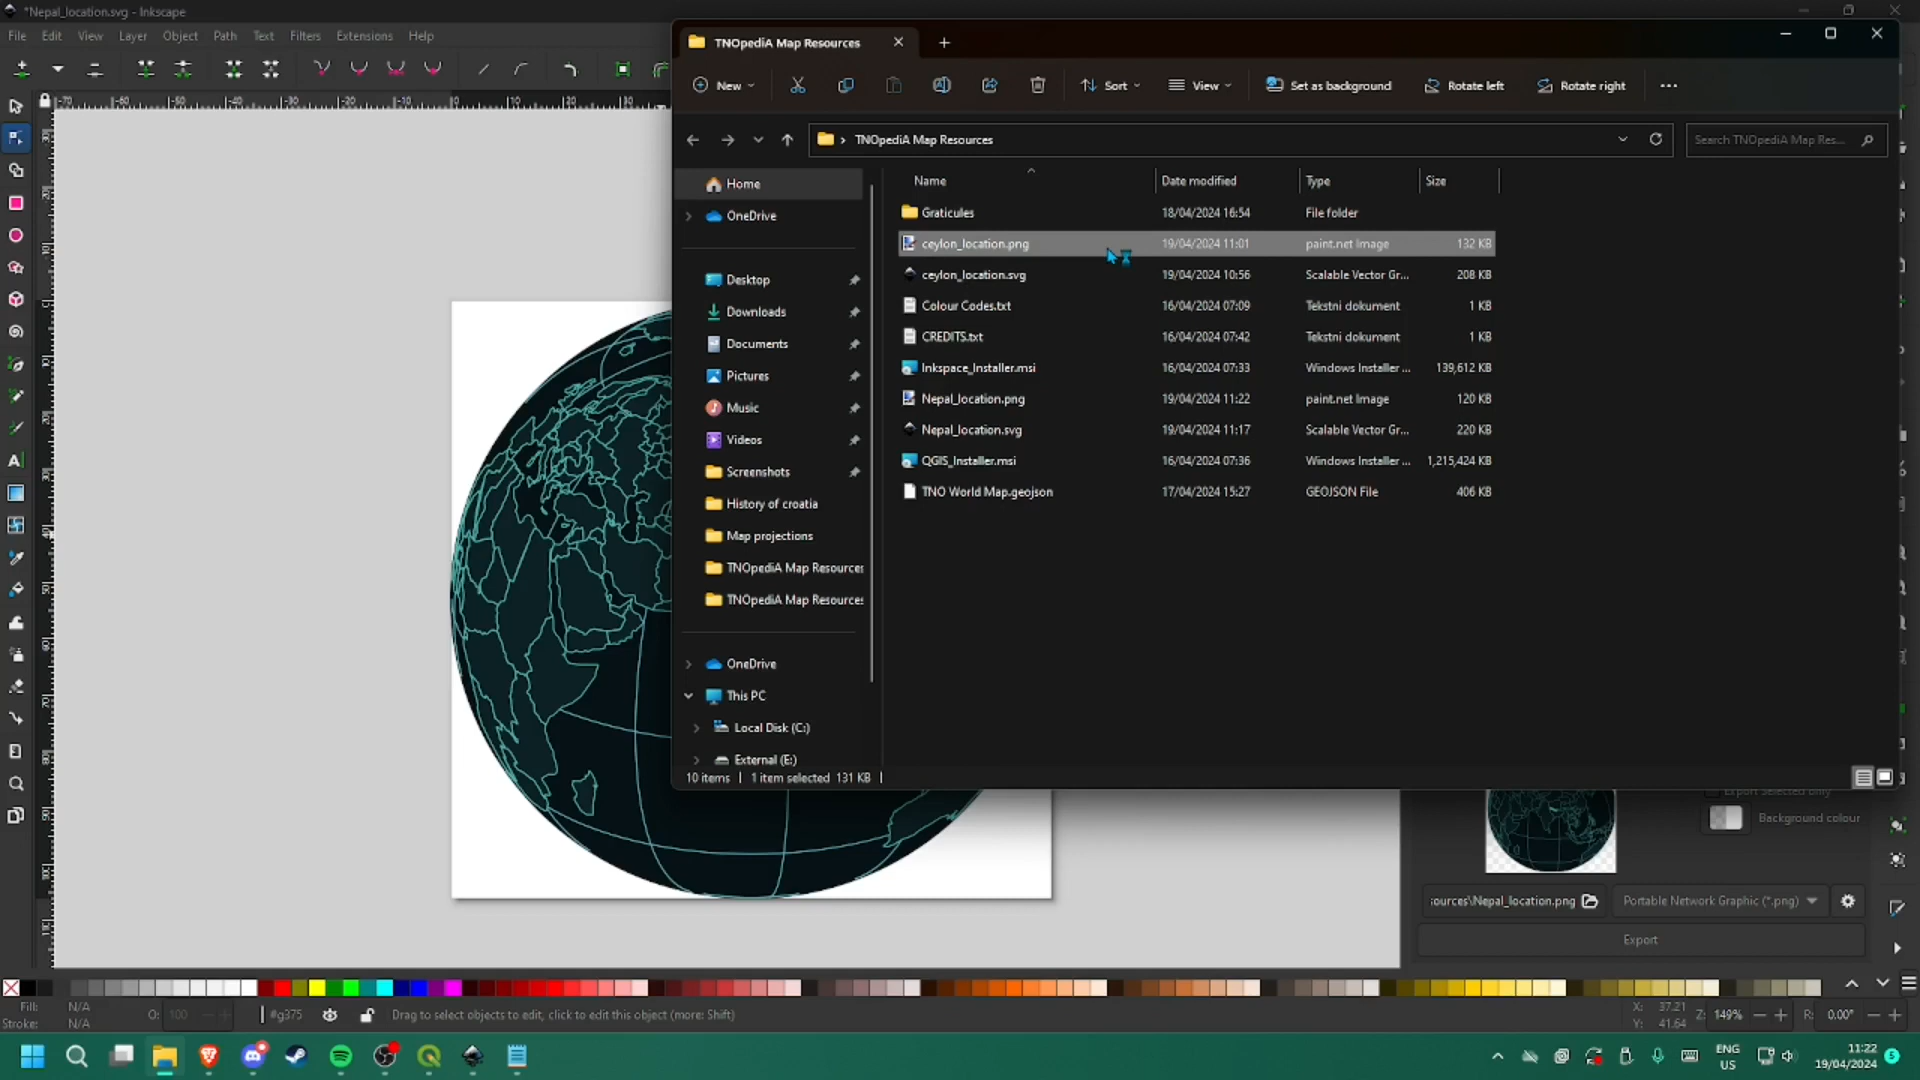 *Nepal_location.svg - Inkscape
File Edit View Layer Object Path Text Filters Extensions Help
TNOpediA Map Resources
New Sort View Set as background Rotate left Rotate right
TNOpediA Map Resources
Search TNOpediA Map Res...
Home
OneDrive
Desktop
Downloads
Documents
Pictures
Music
Videos
Screenshots
History of croatia
Map projections
TNOpediA Map Resources
TNOpediA Map Resources
OneDrive
This PC
Local Disk (C:)
External (E:)
Name Date modified Type Size
Graticules 18/04/2024 16:54 File folder
ceylon_location.png 19/04/2024 11:01 paint.net Image 132 KB
ceylon_location.svg 19/04/2024 10:56 Scalable Vector Gr... 208 KB
Colour Codes.txt 16/04/2024 07:09 Tekstni dokument 1 KB
CREDITS.txt 16/04/2024 07:42 Tekstni dokument 1 KB
Inkspace_Installer.msi 16/04/2024 07:33 Windows Installer ... 139,612 KB
Nepal_location.png 19/04/2024 11:22 paint.net Image 120 KB
Nepal_location.svg 19/04/2024 11:17 Scalable Vector Gr... 220 KB
QGIS_Installer.msi 16/04/2024 07:36 Windows Installer ... 1,215,424 KB
TNO World Map.geojson 17/04/2024 15:27 GEOJSON File 406 KB
10 items 1 item selected 131 KB
Export Selected Only
Background colour
sources\Nepal_location.png Portable Network Graphic (*.png)
Export
Fill: N/A
Stroke: N/A
O: 100
#g375 Drag to select objects to edit, click to edit this object (more: Shift)
X: 37.21
Y: 41.64
Z: 149%
R: 0.00°
ENG
US
11:22
19/04/2024
5